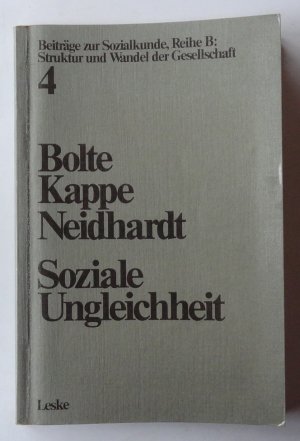 Beiträge zur Sozialkunde, Reihe B:
Struktur und Wandel der Gesellschaft
4
Bolte
Kappe
Neidhardt
Soziale
Ungleichheit
Leske